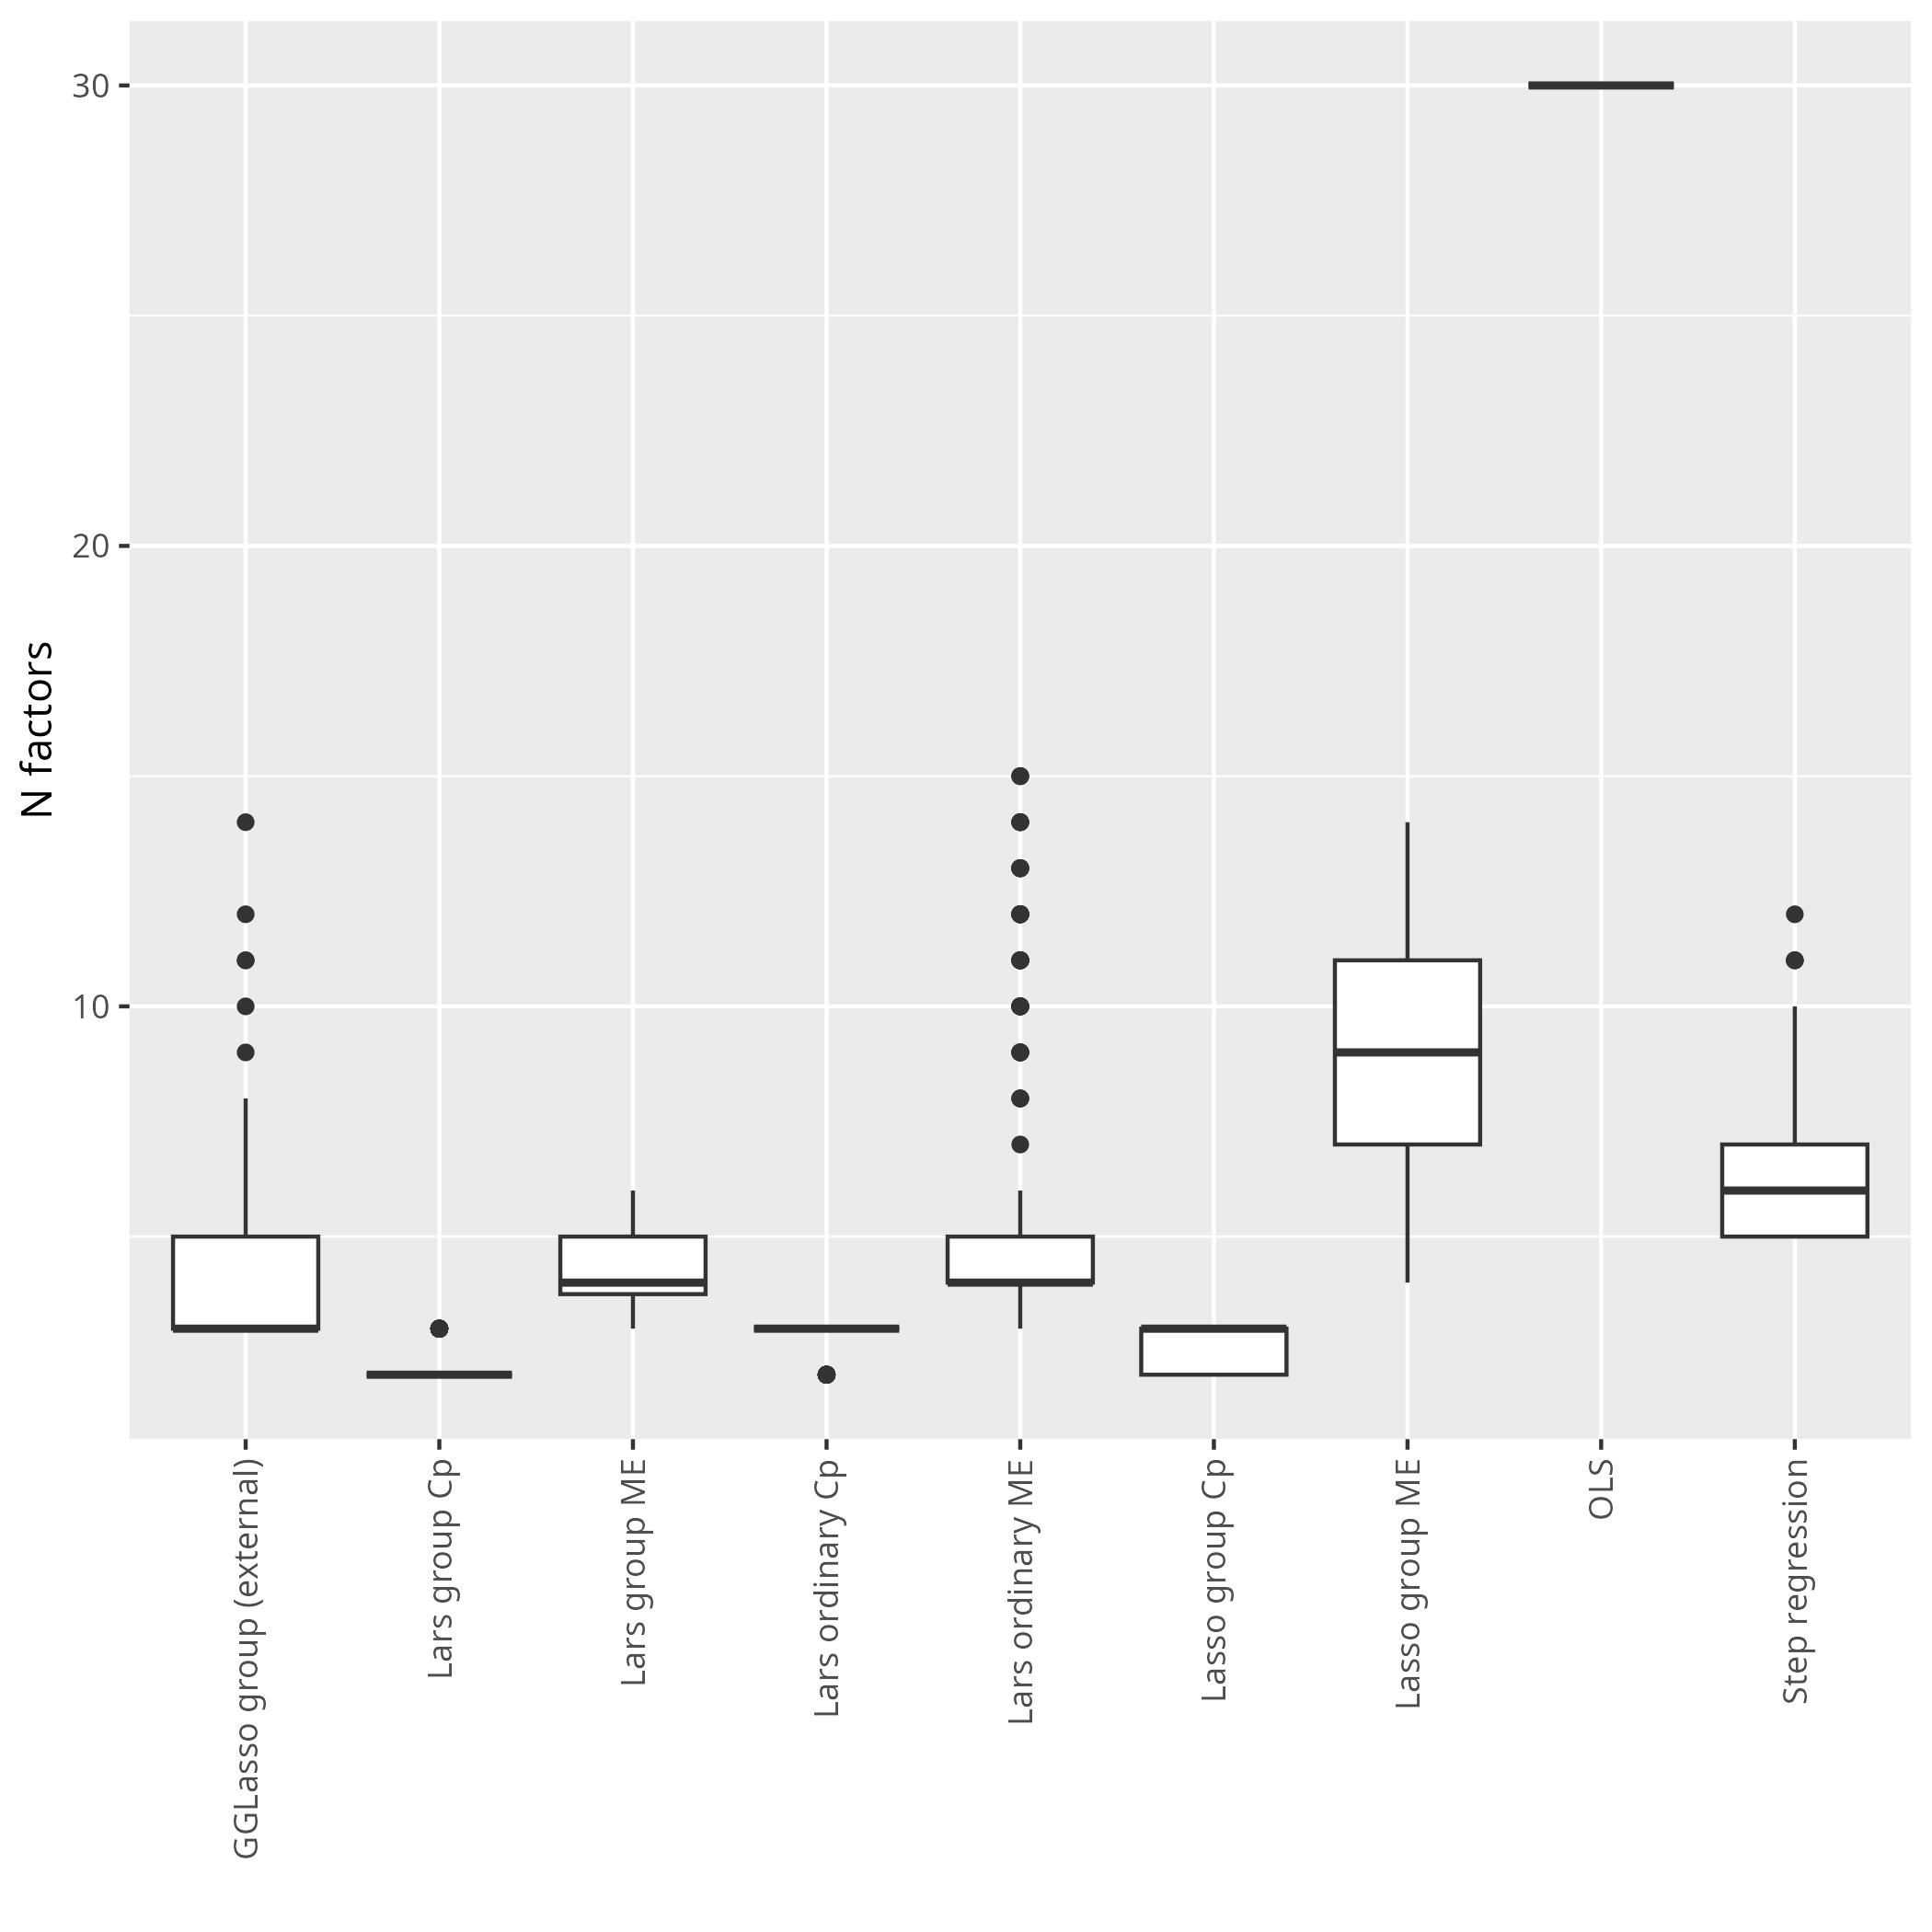 N factors
30
20
10
GGLasso group (external)
Lars group Cp
Lars group ME
Lars ordinary Cp
Lars ordinary ME
Lasso group Cp
Lasso group ME
OLS
Step regression